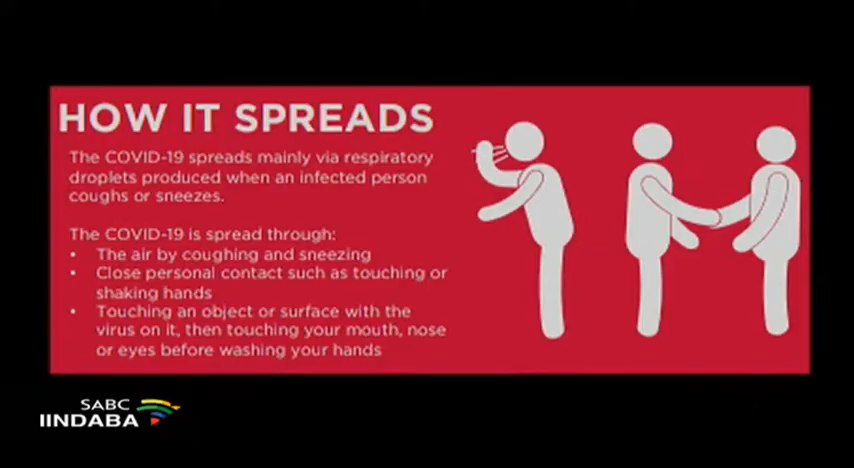 HOW IT SPREADS
The COVID-19 spreads mainly via respiratory
droplets produced when an infected person
coughs or sneezes.
The COVID-19 is spread through:
• The air by coughing and sneezing
• Close personal contact such as touching or
shaking hands
• Touching an object or surface with the
virus on it, then touching your mouth, nose
or eyes before washing your hands
SABC
IINDABA